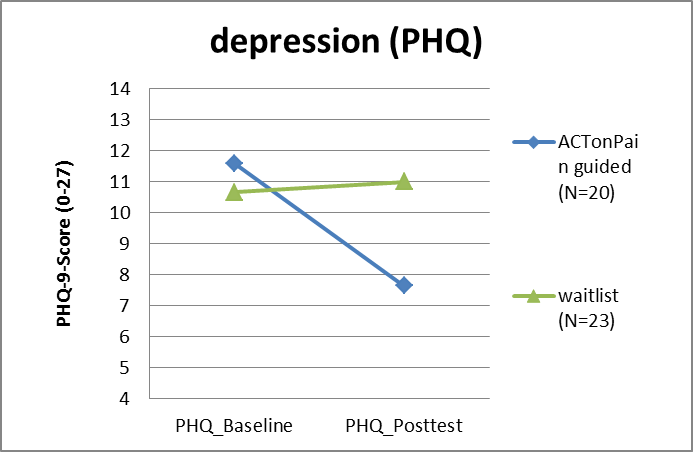 depression (PHQ)
PHQ-9-Score (0-27)
14
13
12
11
10
9
8
7
6
5
4
PHQ_Baseline
PHQ_Posttest
ACTonPai
n guided
(N=20)
waitlist
(N=23)